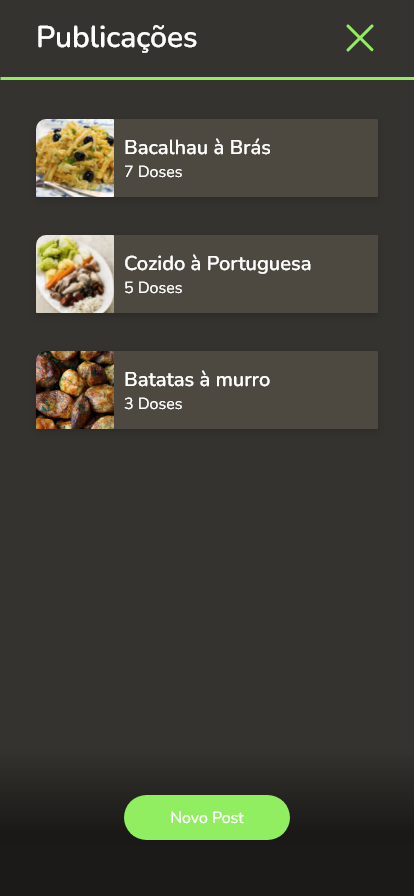 Publicações
Bacalhau à Brás
7 Doses
Cozido à Portuguesa
5 Doses
Batatas à murro
3 Doses
Novo Post